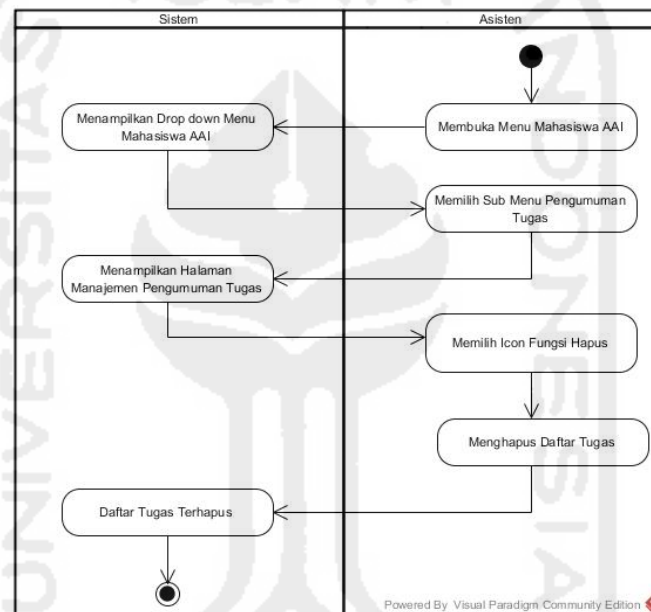 Sistem
Asisten
Menampilkan Drop down Menu
Mahasiswa AAI
Membuka Menu Mahasiswa AAI
Memilih Sub Menu Pengumuman
Tugas
Menampilkan Halaman
Manajemen Pengumuman Tugas
Memilih Icon Fungsi Hapus
Menghapus Daftar Tugas
Daftar Tugas Terhapus
Powered By Visual Paradigm Community Edition
UNIVERSITAS
INDONESIA